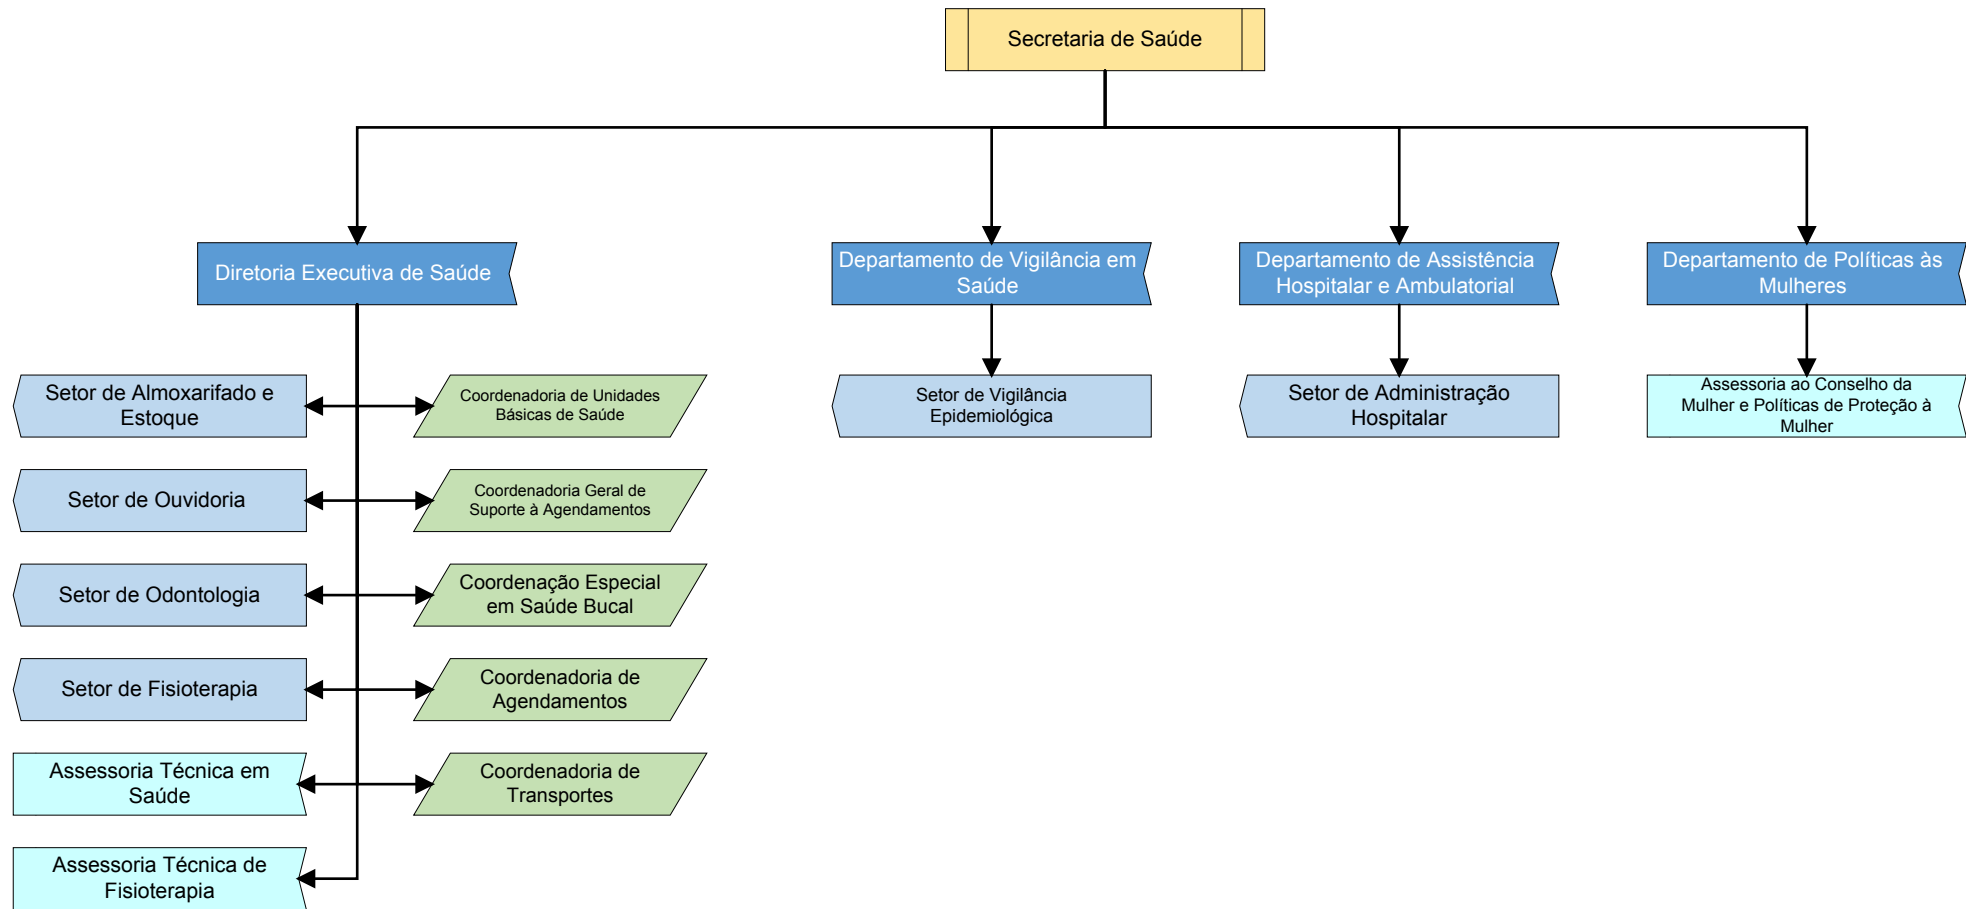 Secretaria de Saúde
Diretoria Executiva de Saúde
Departamento de Vigilância em
Saúde
Departamento de Assistência
Hospitalar e Ambulatorial
Departamento de Políticas às
Mulheres
Setor de Almoxarifado e
Estoque
Coordenadoria de Unidades
Básicas de Saúde
Setor de Vigilância
Epidemiológica
Setor de Administração
Hospitalar
Assessoria ao Conselho da
Mulher e Políticas de Proteção à
Mulher
Setor de Ouvidoria
Coordenadoria Geral de
Suporte à Agendamentos
Setor de Odontologia
Coordenação Especial
em Saúde Bucal
Setor de Fisioterapia
Coordenadoria de
Agendamentos
Assessoria Técnica em
Saúde
Coordenadoria de
Transportes
Assessoria Técnica de
Fisioterapia